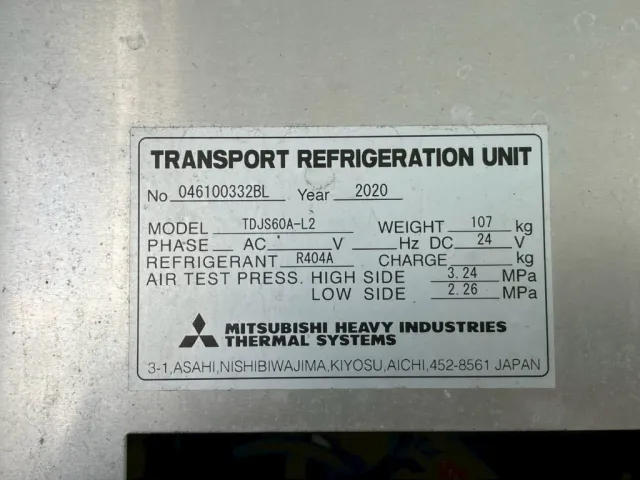 TRANSPORT REFRIGERATION UNIT
No 046100332BL Year 2020
MODEL TDJS60A-L2 WEIGHT 107 kg
PHASE AC V Hz DC 24 V
REFRIGERANT R404A CHARGE kg
AIR TEST PRESS. HIGH SIDE 3.24 MPa
LOW SIDE 2.26 MPa
MITSUBISHI HEAVY INDUSTRIES
THERMAL SYSTEMS
3-1,ASAHI,NISHIBIWAJIMA,KIYOSU,AICHI,452-8561 JAPAN